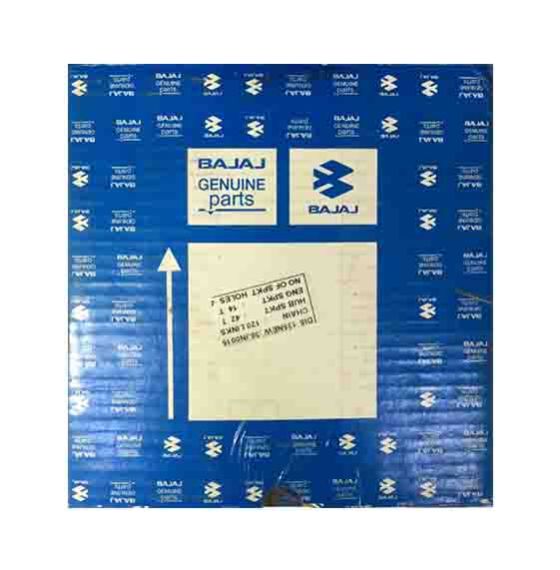 BAJAJ
GENUINE
parts
BAJAJ
CHAIN 120 LINKS
HUB SPKT 42 T
ENG SPKT 14 T
NO OF SPKT HOLES 4